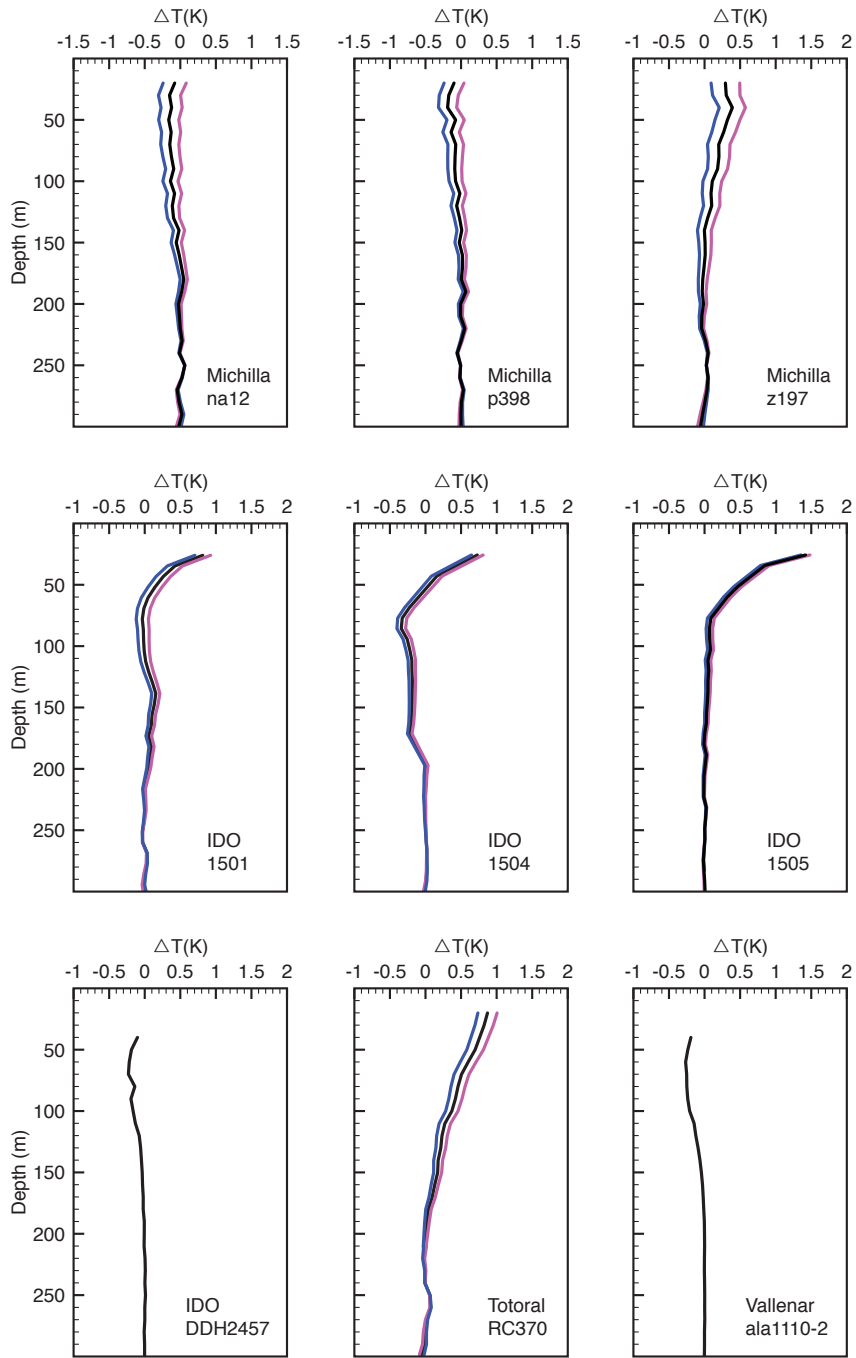 △T(K) △T(K) △T(K)
-1.5 -1 -0.5 0 0.5 1 1.5 -1.5 -1 -0.5 0 0.5 1 1.5 -1 -0.5 0 0.5 1 1.5 2
50
100
150
200
250
Depth (m)
Michilla
na12
Michilla
p398
Michilla
z197
△T(K) △T(K) △T(K)
-1 -0.5 0 0.5 1 1.5 2 -1 -0.5 0 0.5 1 1.5 2 -1 -0.5 0 0.5 1 1.5 2
50
100
150
200
250
Depth (m)
IDO
1501
IDO
1504
IDO
1505
△T(K) △T(K) △T(K)
-1 -0.5 0 0.5 1 1.5 2 -1 -0.5 0 0.5 1 1.5 2 -1 -0.5 0 0.5 1 1.5 2
50
100
150
200
250
Depth (m)
IDO
DDH2457
Totoral
RC370
Vallenar
ala1110-2